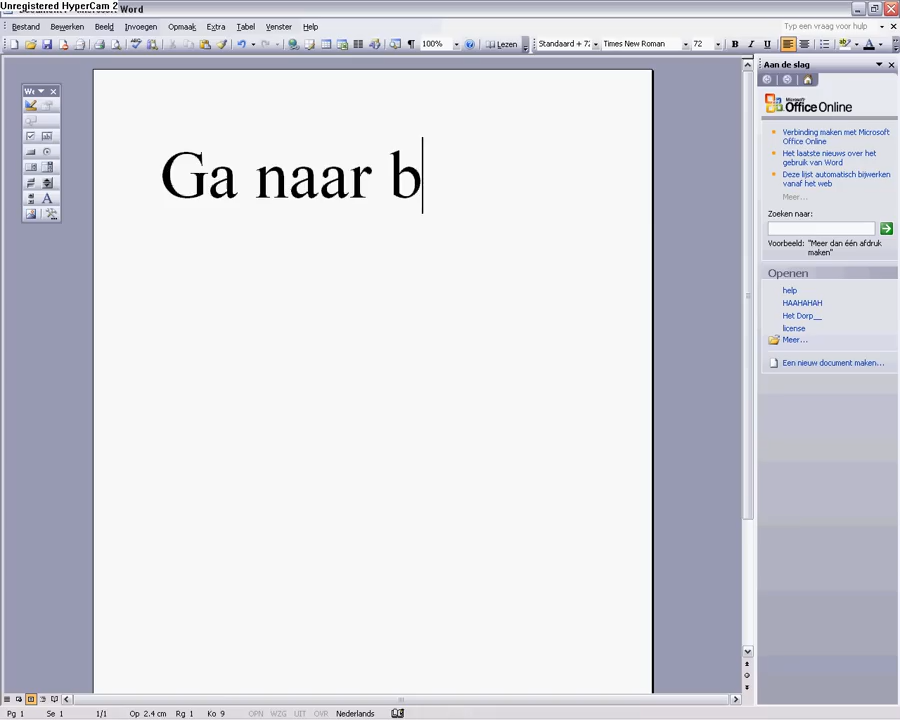 Unregistered HyperCam 2
Word
Bestand Bewerken Beeld Invoegen Opmaak Extra Tabel Venster Help
Typ een vraag voor hulp
100% Lezen Standaard + 72 Times New Roman 72 B I U
Aan de slag
Microsoft
Office Online
Verbinding maken met Microsoft
Office Online
Het laatste nieuws over het
gebruik van Word
Deze lijst automatisch bijwerken
vanaf het web
Meer...
Zoeken naar:
Voorbeeld: "Meer dan één afdruk
maken"
Openen
help
HAAHAHAH
Het Dorp__
license
Meer...
Een nieuw document maken...
Ga naar b
Pg 1 Se 1 1/1 Op 2.4 cm Rg 1 Ko 9 OPN WZG UIT OVR Nederlands